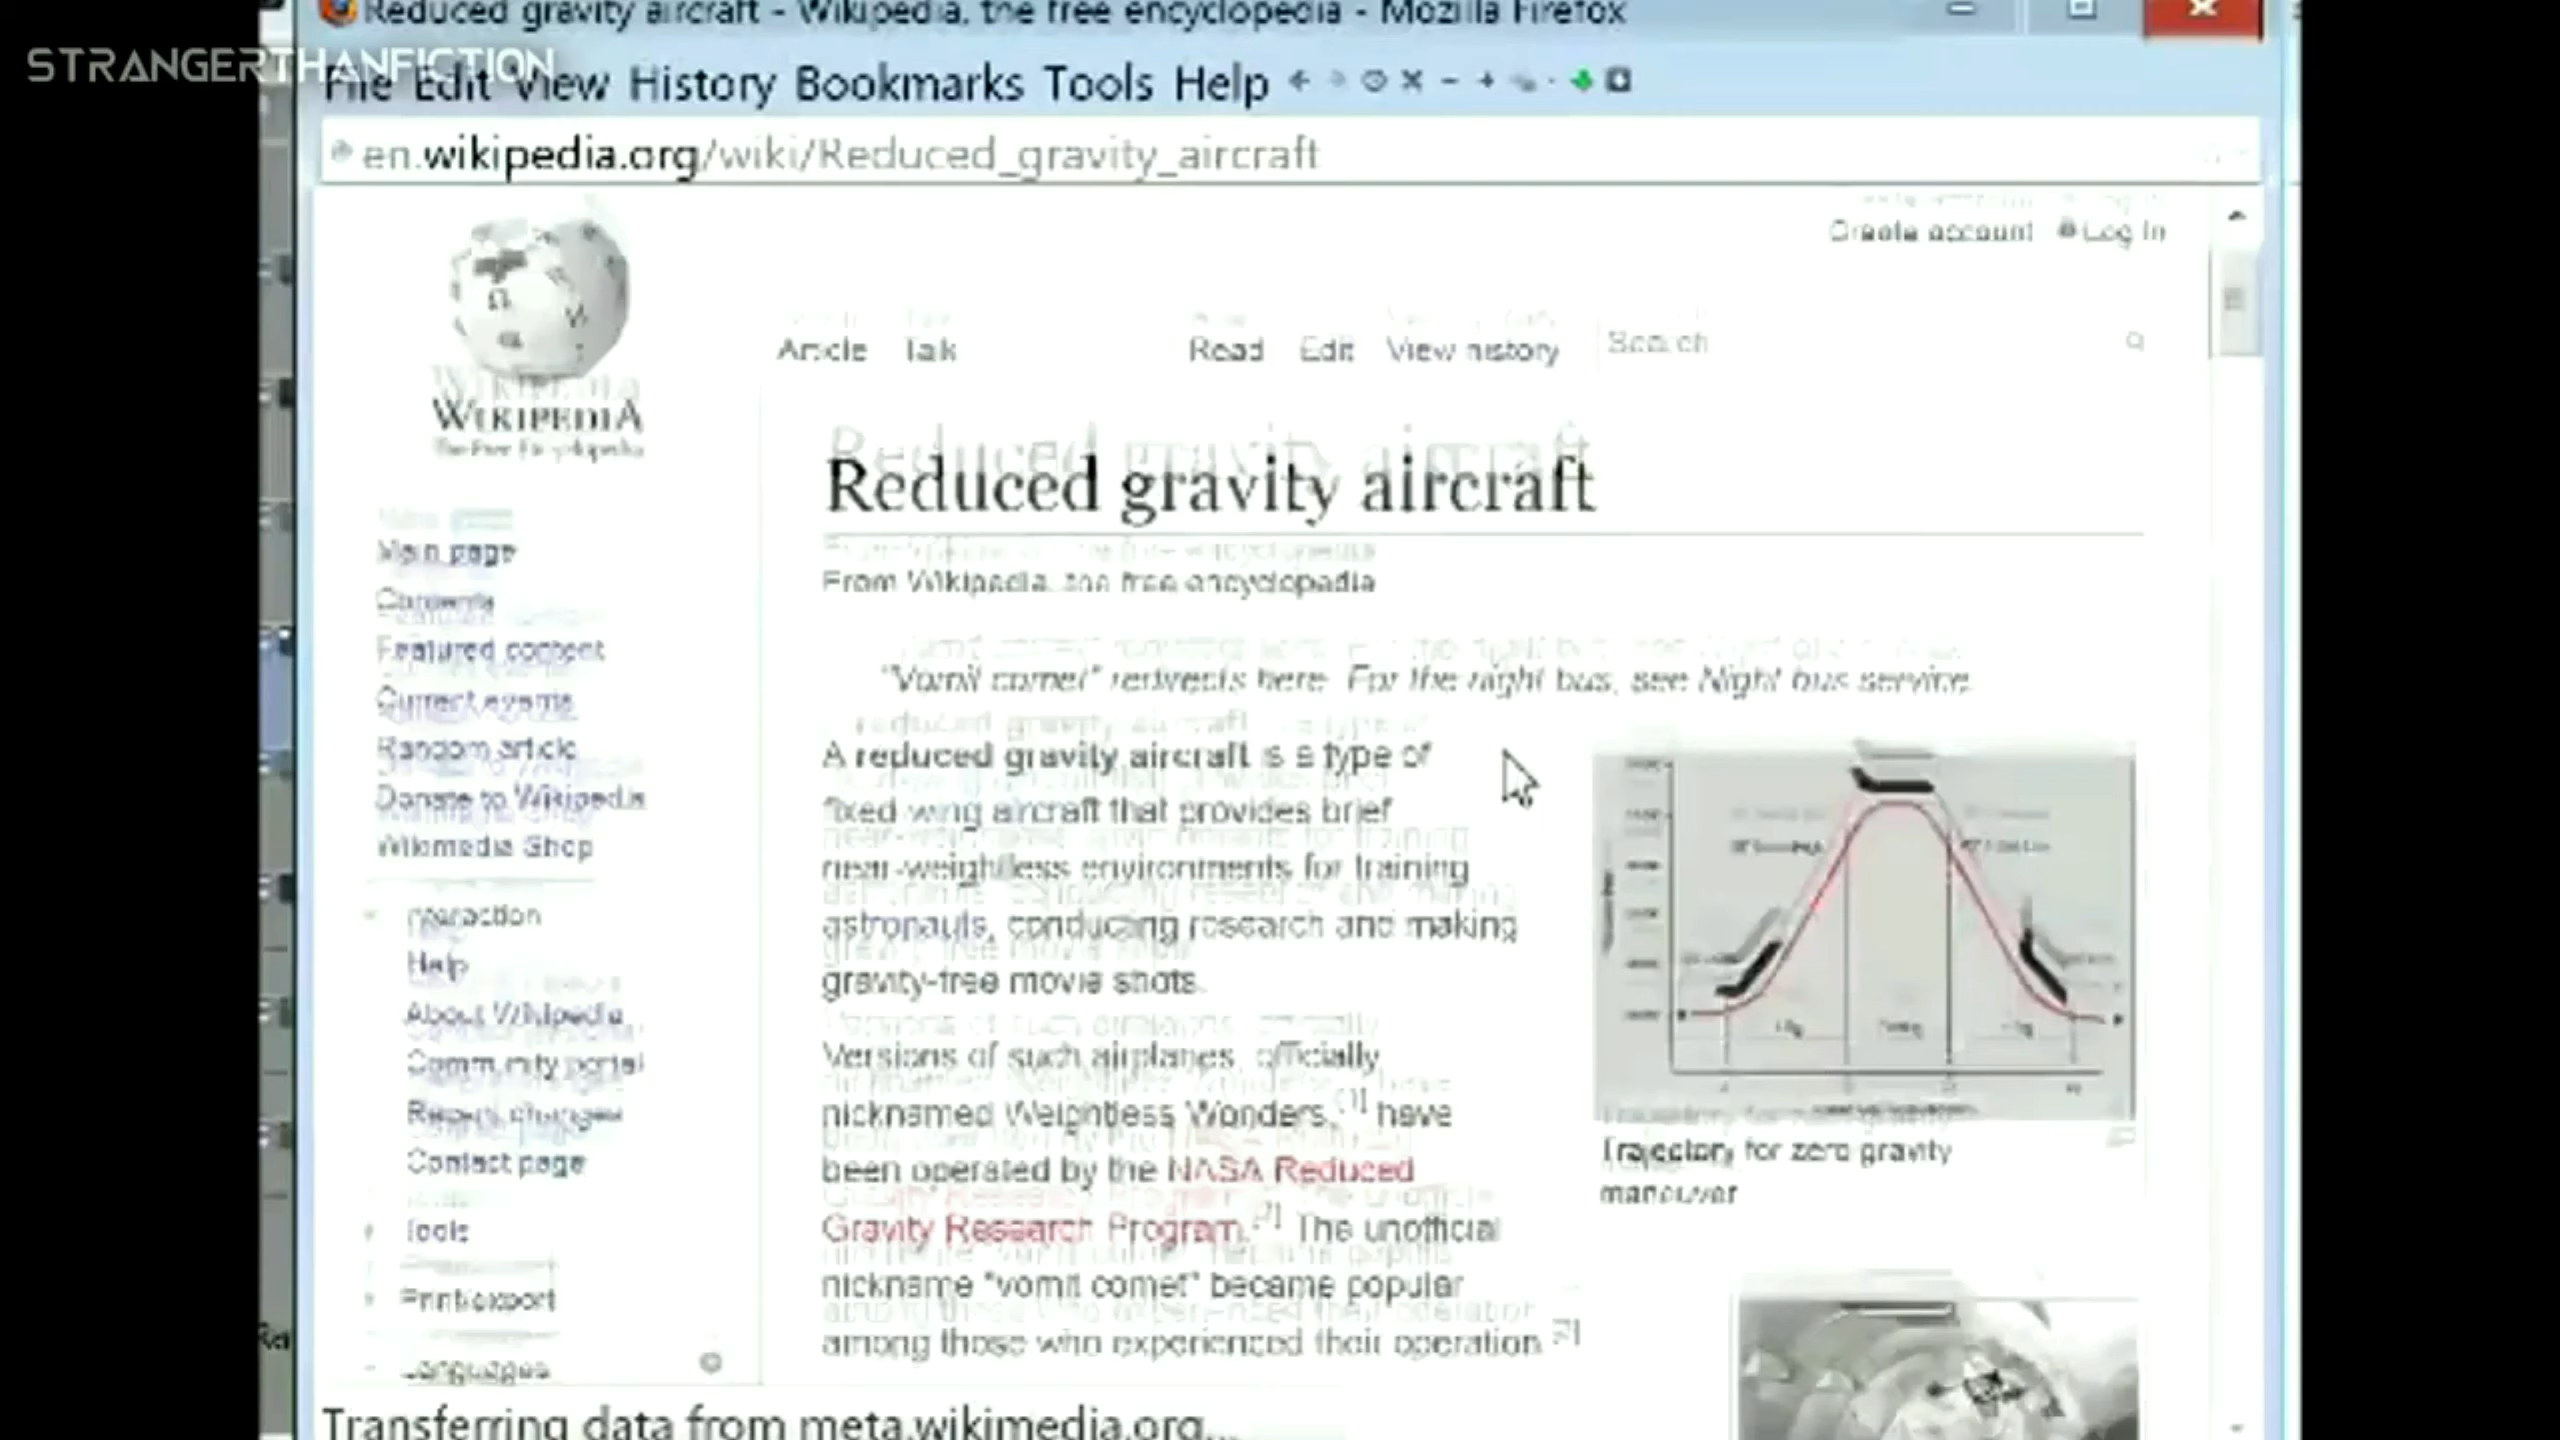 Reduced gravity aircraft - Wikipedia, the free encyclopedia - Mozilla Firefox
STRANGERTHANFICTION
File Edit View History Bookmarks Tools Help
en.wikipedia.org/wiki/Reduced_gravity_aircraft
Create account Log in
Article Talk Read Edit View history Search
WIKIPEDIA
The Free Encyclopedia
Reduced gravity aircraft
From Wikipedia, the free encyclopedia
Main page
Contents
Featured content
Current events
Random article
Donate to Wikipedia
Wikimedia Shop
Interaction
Help
About Wikipedia
Community portal
Recent changes
Contact page
Tools
Print/export
Languages
"Vomit comet" redirects here. For the night bus, see Night bus service.
A reduced gravity aircraft is a type of
fixed-wing aircraft that provides brief
near-weightless environments for training
astronauts, conducting research and making
gravity-free movie shots.
Versions of such airplanes, officially
nicknamed Weightless Wonders,[1] have
been operated by the NASA Reduced
Gravity Research Program.[2] The unofficial
nickname "vomit comet" became popular
among those who experienced their operation.[2]
Trajectory for zero gravity
maneuver
Transferring data from meta.wikimedia.org...